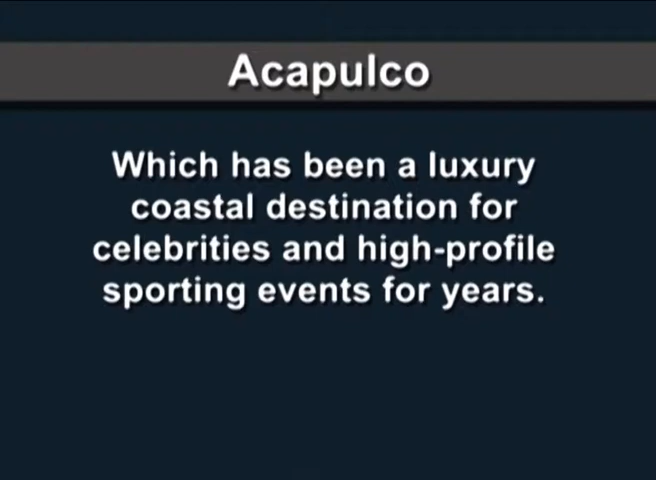 Acapulco
Which has been a luxury
coastal destination for
celebrities and high-profile
sporting events for years.